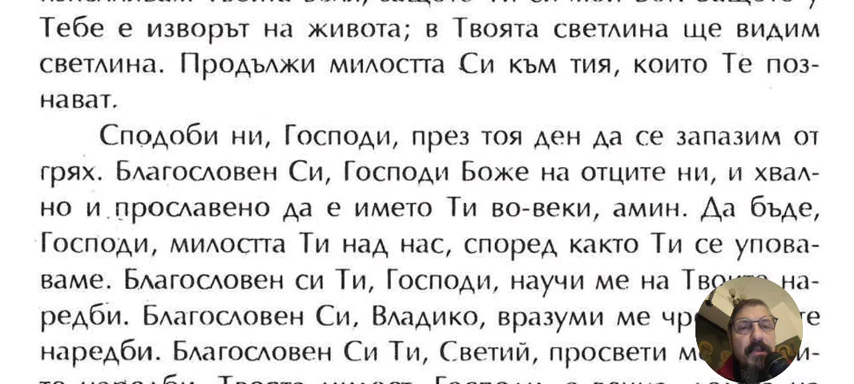 Тебе е изворът на живота; в Твоята светлина ще видим
светлина. Продължи милостта Си към тия, които Те поз-
нават.
Сподоби ни, Господи, през тоя ден да се запазим от
грях. Благословен Си, Господи Боже на отците ни, и хвал-
но и прославено да е името Ти во-веки, амин. Да бъде,
Господи, милостта Ти над нас, според както Ти се упова-
ваме. Благословен си Ти, Господи, научи ме на на-
редби. Благословен Си, Владико, вразуми ме
наредби. Благословен Си Ти, Светий, просвети